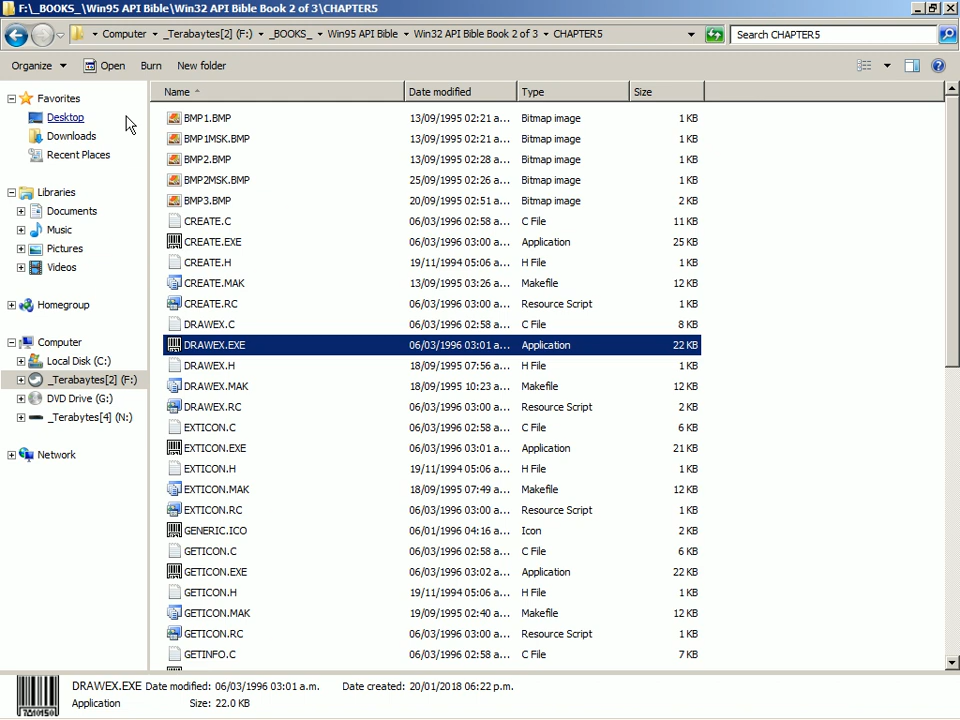 F:\_BOOKS_\Win95 API Bible\Win32 API Bible Book 2 of 3\CHAPTER5
Computer _Terabaytes[2] (F:) _BOOKS_ Win95 API Bible Win32 API Bible Book 2 of 3 CHAPTER5 Search CHAPTER5
Organize Open Burn New folder
Favorites
Desktop
Downloads
Recent Places
Libraries
Documents
Music
Pictures
Videos
Homegroup
Computer
Local Disk (C:)
_Terabaytes[2] (F:)
DVD Drive (G:)
_Terabytes[4] (N:)
Network
Name Date modified Type Size
BMP1.BMP 13/09/1995 02:21 a... Bitmap image 1 KB
BMP1MSK.BMP 13/09/1995 02:21 a... Bitmap image 1 KB
BMP2.BMP 13/09/1995 02:28 a... Bitmap image 1 KB
BMP2MSK.BMP 25/09/1995 02:26 a... Bitmap image 1 KB
BMP3.BMP 20/09/1995 02:51 a... Bitmap image 2 KB
CREATE.C 06/03/1996 02:58 a... C File 11 KB
CREATE.EXE 06/03/1996 03:00 a... Application 25 KB
CREATE.H 19/11/1994 05:06 a... H File 1 KB
CREATE.MAK 13/09/1995 03:26 a... Makefile 12 KB
CREATE.RC 06/03/1996 03:00 a... Resource Script 1 KB
DRAWEX.C 06/03/1996 02:58 a... C File 8 KB
DRAWEX.EXE 06/03/1996 03:01 a... Application 22 KB
DRAWEX.H 18/09/1995 07:56 a... H File 1 KB
DRAWEX.MAK 18/09/1995 10:23 a... Makefile 12 KB
DRAWEX.RC 06/03/1996 03:00 a... Resource Script 2 KB
EXTICON.C 06/03/1996 02:58 a... C File 6 KB
EXTICON.EXE 06/03/1996 03:01 a... Application 21 KB
EXTICON.H 19/11/1994 05:06 a... H File 1 KB
EXTICON.MAK 18/09/1995 07:49 a... Makefile 12 KB
EXTICON.RC 06/03/1996 03:00 a... Resource Script 1 KB
GENERIC.ICO 06/01/1996 04:16 a... Icon 2 KB
GETICON.C 06/03/1996 02:58 a... C File 6 KB
GETICON.EXE 06/03/1996 03:02 a... Application 22 KB
GETICON.H 19/11/1994 05:06 a... H File 1 KB
GETICON.MAK 19/09/1995 02:40 a... Makefile 12 KB
GETICON.RC 06/03/1996 03:00 a... Resource Script 1 KB
GETINFO.C 06/03/1996 02:58 a... C File 7 KB
DRAWEX.EXE Date modified: 06/03/1996 03:01 a.m. Date created: 20/01/2018 06:22 p.m.
Application Size: 22.0 KB